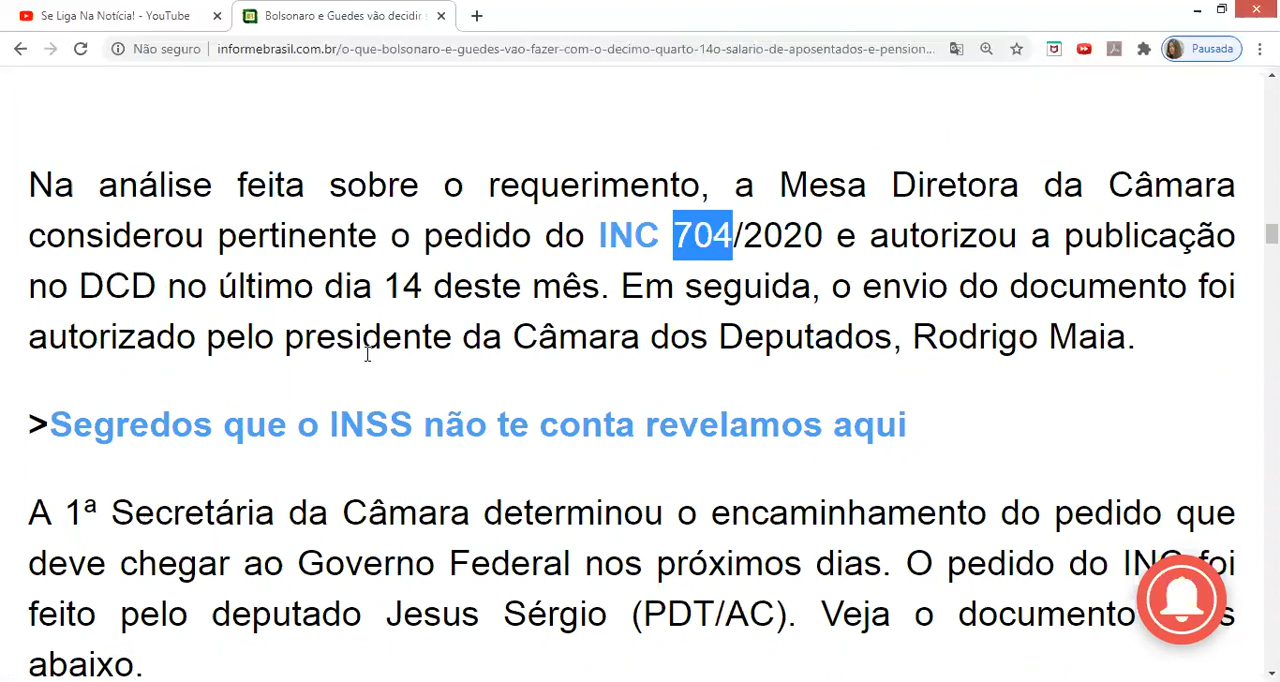 Se Liga Na Notícia! - YouTube
Bolsonaro e Guedes vão decidir
Não seguro
informebrasil.com.br/o-que-bolsonaro-e-guedes-vao-fazer-com-o-decimo-quarto-14o-salario-de-aposentados-e-pension...
Pausada
Na análise feita sobre o requerimento, a Mesa Diretora da Câmara
considerou pertinente o pedido do INC 704/2020 e autorizou a publicação
no DCD no último dia 14 deste mês. Em seguida, o envio do documento foi
autorizado pelo presidente da Câmara dos Deputados, Rodrigo Maia.
>Segredos que o INSS não te conta revelamos aqui
A 1ª Secretária da Câmara determinou o encaminhamento do pedido que
deve chegar ao Governo Federal nos próximos dias. O pedido do INC foi
feito pelo deputado Jesus Sérgio (PDT/AC). Veja o documento
abaixo.